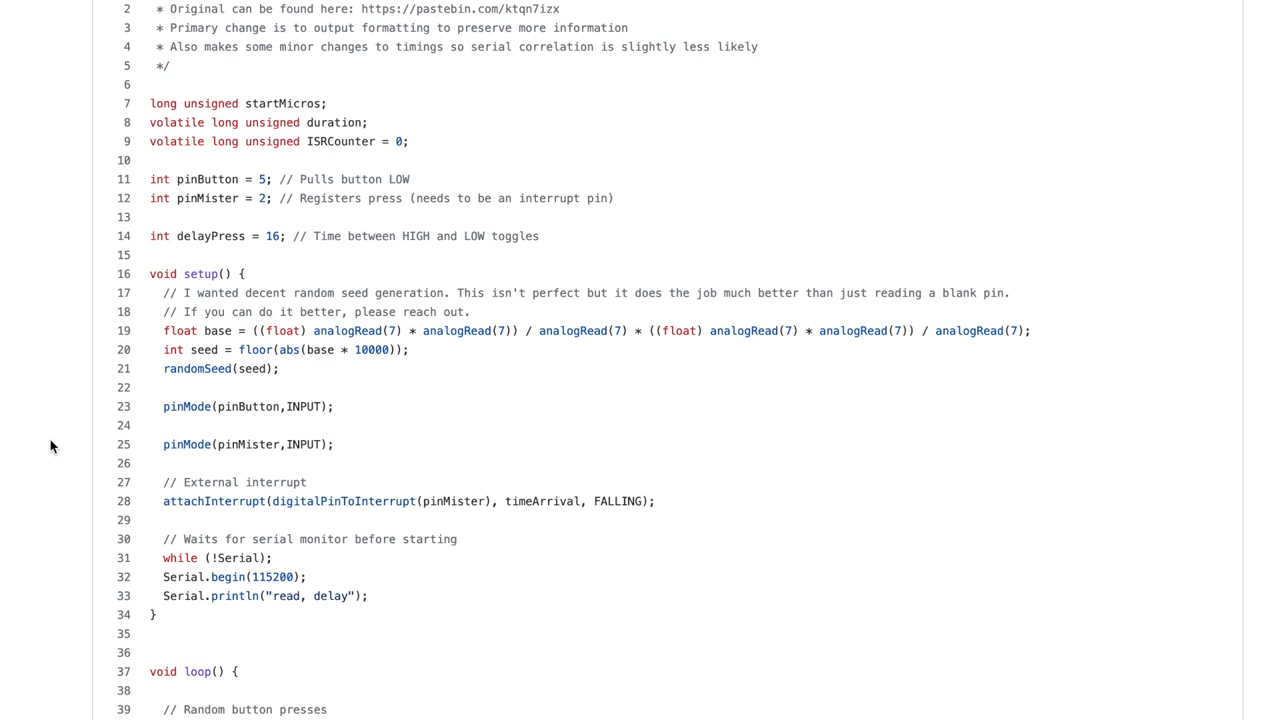 2 * Original can be found here: https://pastebin.com/ktqn7izx
3 * Primary change is to output formatting to preserve more information
4 * Also makes some minor changes to timings so serial correlation is slightly less likely
5 */
6
7 long unsigned startMicros;
8 volatile long unsigned duration;
9 volatile long unsigned ISRCounter = 0;
10
11 int pinButton = 5; // Pulls button LOW
12 int pinMister = 2; // Registers press (needs to be an interrupt pin)
13
14 int delayPress = 16; // Time between HIGH and LOW toggles
15
16 void setup() {
17 // I wanted decent random seed generation. This isn't perfect but it does the job much better than just reading a blank pin.
18 // If you can do it better, please reach out.
19 float base = ((float) analogRead(7) * analogRead(7)) / analogRead(7) * ((float) analogRead(7) * analogRead(7)) / analogRead(7);
20 int seed = floor(abs(base * 10000));
21 randomSeed(seed);
22
23 pinMode(pinButton,INPUT);
24
25 pinMode(pinMister,INPUT);
26
27 // External interrupt
28 attachInterrupt(digitalPinToInterrupt(pinMister), timeArrival, FALLING);
29
30 // Waits for serial monitor before starting
31 while (!Serial);
32 Serial.begin(115200);
33 Serial.println("read, delay");
34 }
35
36
37 void loop() {
38
39 // Random button presses